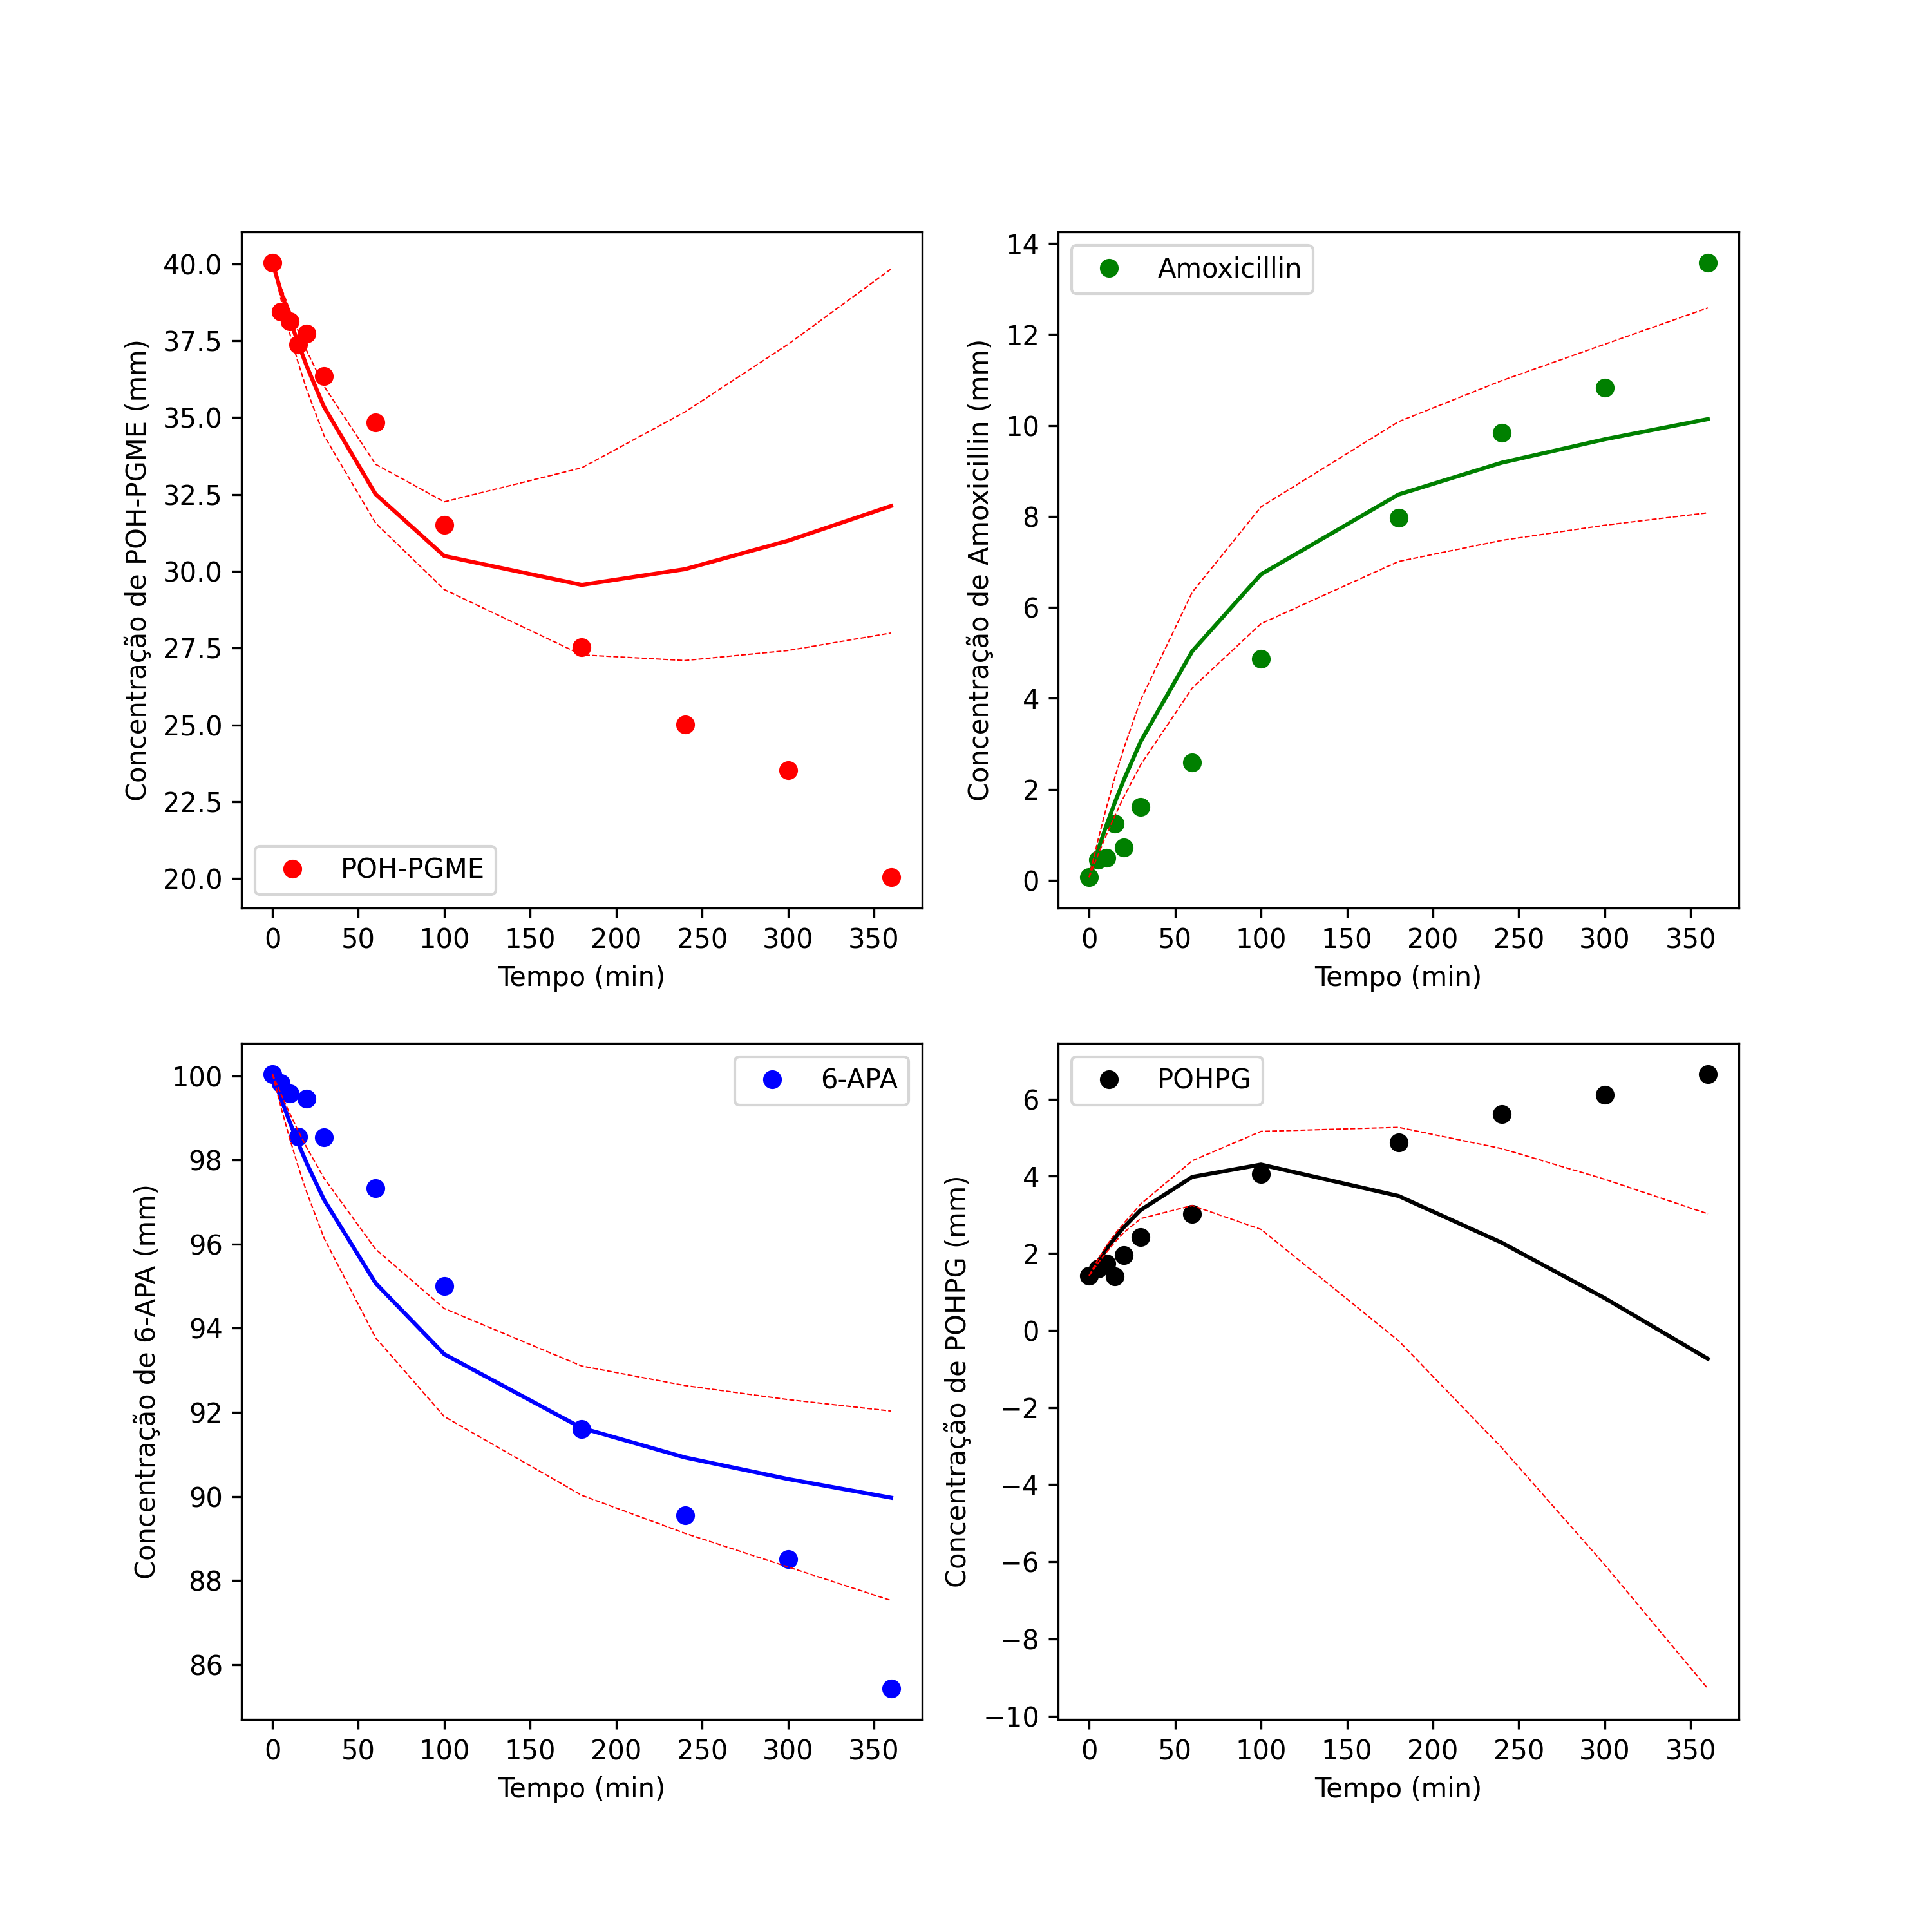 40.0
37.5
35.0
32.5
30.0
27.5
25.0
22.5
20.0
Concentração de POH-PGME (mm)
POH-PGME
0 50 100 150 200 250 300 350
Tempo (min)
14
12
10
8
6
4
2
0
Concentração de Amoxicillin (mm)
Amoxicillin
0 50 100 150 200 250 300 350
Tempo (min)
100
98
96
94
92
90
88
86
Concentração de 6-APA (mm)
6-APA
0 50 100 150 200 250 300 350
Tempo (min)
6
4
2
0
−2
−4
−6
−8
−10
Concentração de POHPG (mm)
POHPG
0 50 100 150 200 250 300 350
Tempo (min)